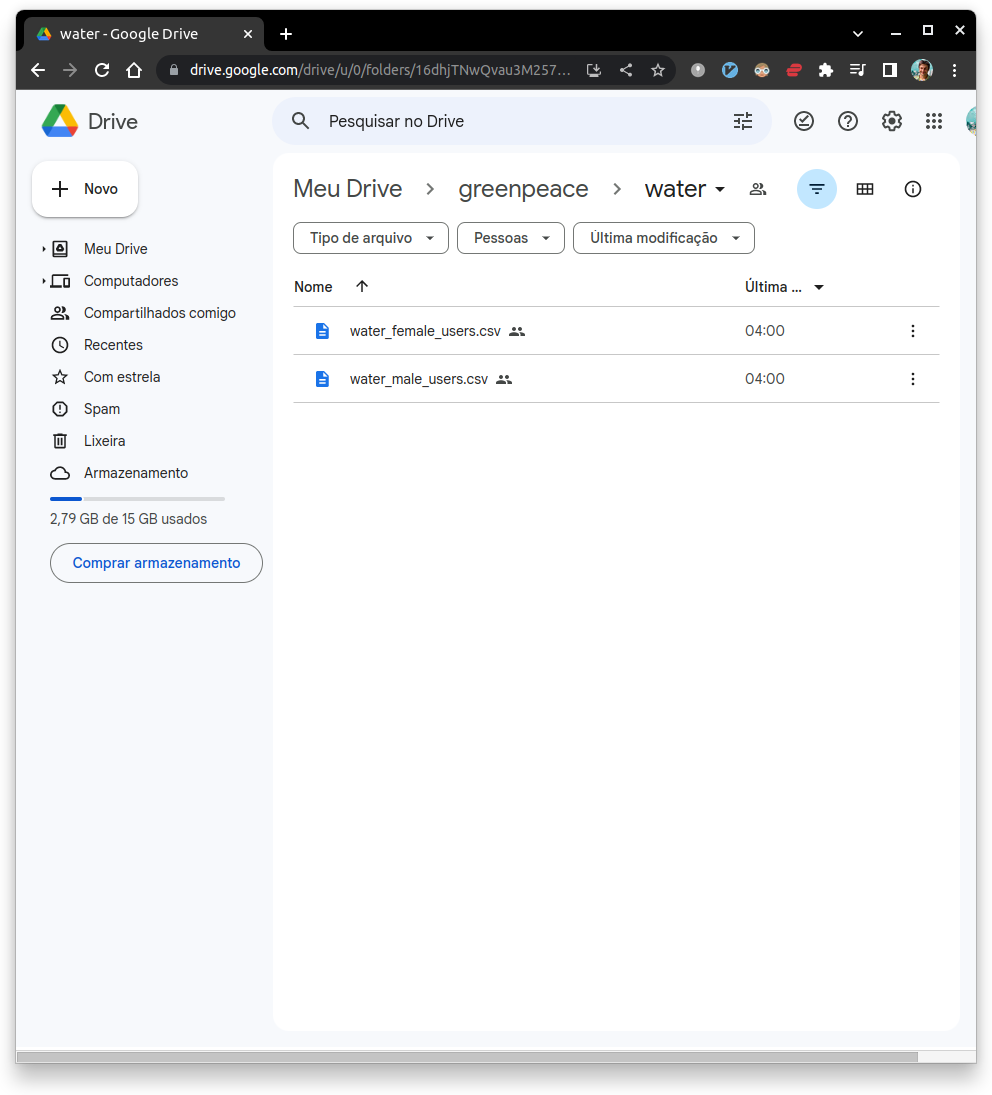 water - Google Drive
drive.google.com/drive/u/0/folders/16dhjTNwQvau3M257…
Drive
Pesquisar no Drive
Novo
Meu Drive
Computadores
Compartilhados comigo
Recentes
Com estrela
Spam
Lixeira
Armazenamento
2,79 GB de 15 GB usados
Comprar armazenamento
Meu Drive > greenpeace > water
Tipo de arquivo Pessoas Última modificação
Nome Última ...
water_female_users.csv 04:00
water_male_users.csv 04:00